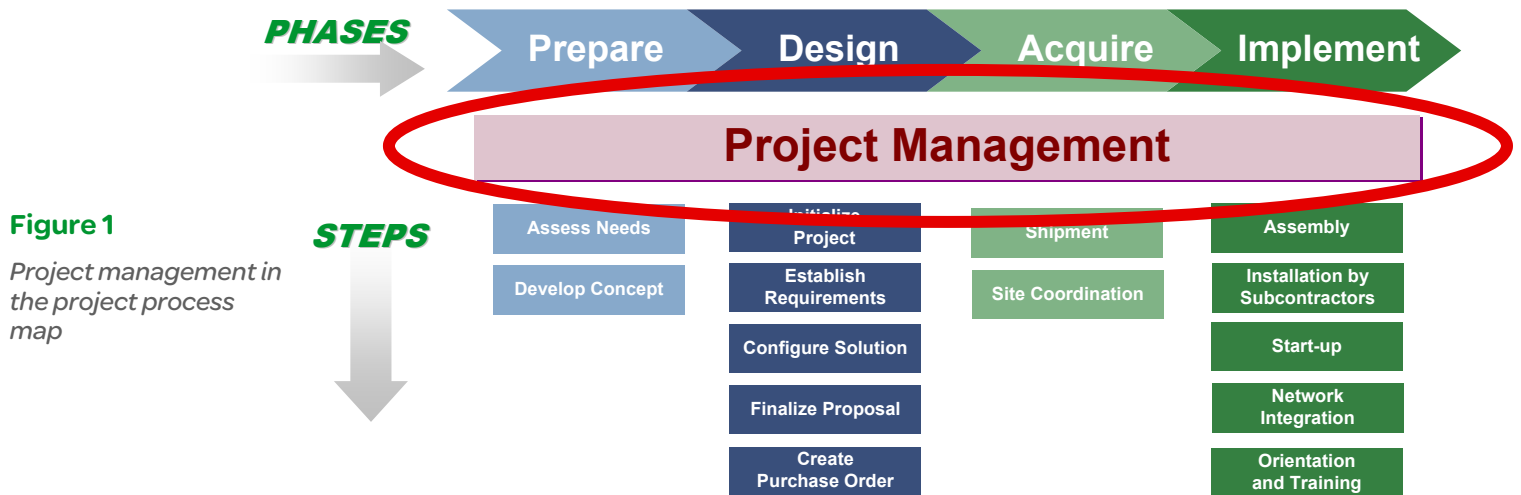 PHASES
Prepare
Design
Acquire
Implement
Project Management
Figure 1
Project management in
the project process
map
STEPS
Assess Needs
Develop Concept
Initialize
Project
Establish
Requirements
Configure Solution
Finalize Proposal
Create
Purchase Order
Shipment
Site Coordination
Assembly
Installation by
Subcontractors
Start-up
Network
Integration
Orientation
and Training